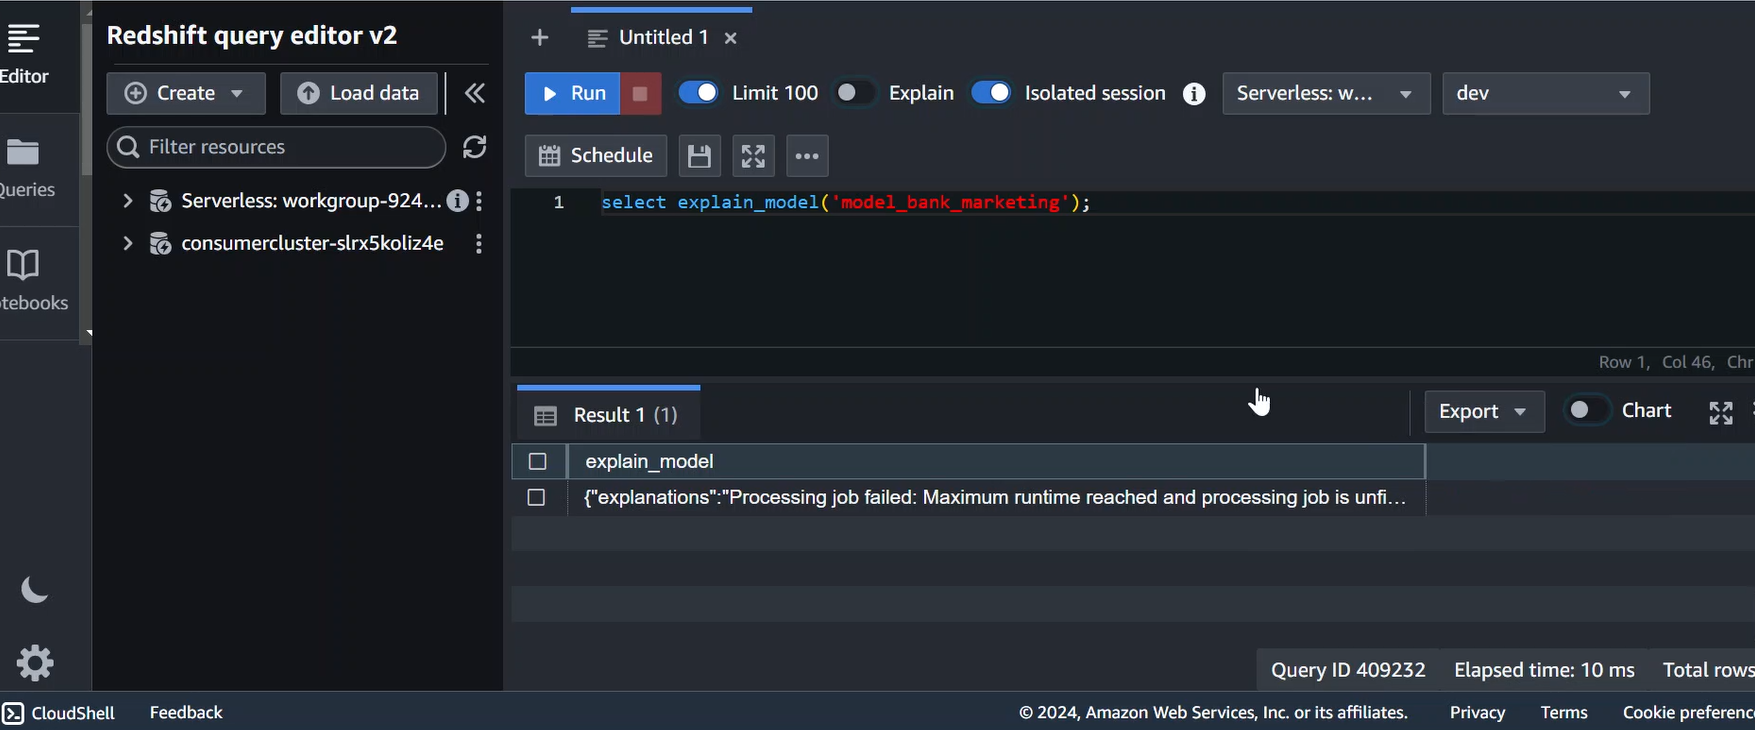 Redshift query editor v2
Editor
Create
Load data
Filter resources
Queries
Serverless: workgroup-924...
consumercluster-slrx5koliz4e
otebooks
Untitled 1
Run
Limit 100
Explain
Isolated session
Serverless: w...
dev
Schedule
1
select explain_model('model_bank_marketing');
Row 1, Col 46, Chr
Result 1 (1)
Export
Chart
explain_model
{"explanations":"Processing job failed: Maximum runtime reached and processing job is unfi...
Query ID 409232
Elapsed time: 10 ms
Total rows
CloudShell
Feedback
© 2024, Amazon Web Services, Inc. or its affiliates.
Privacy
Terms
Cookie preference